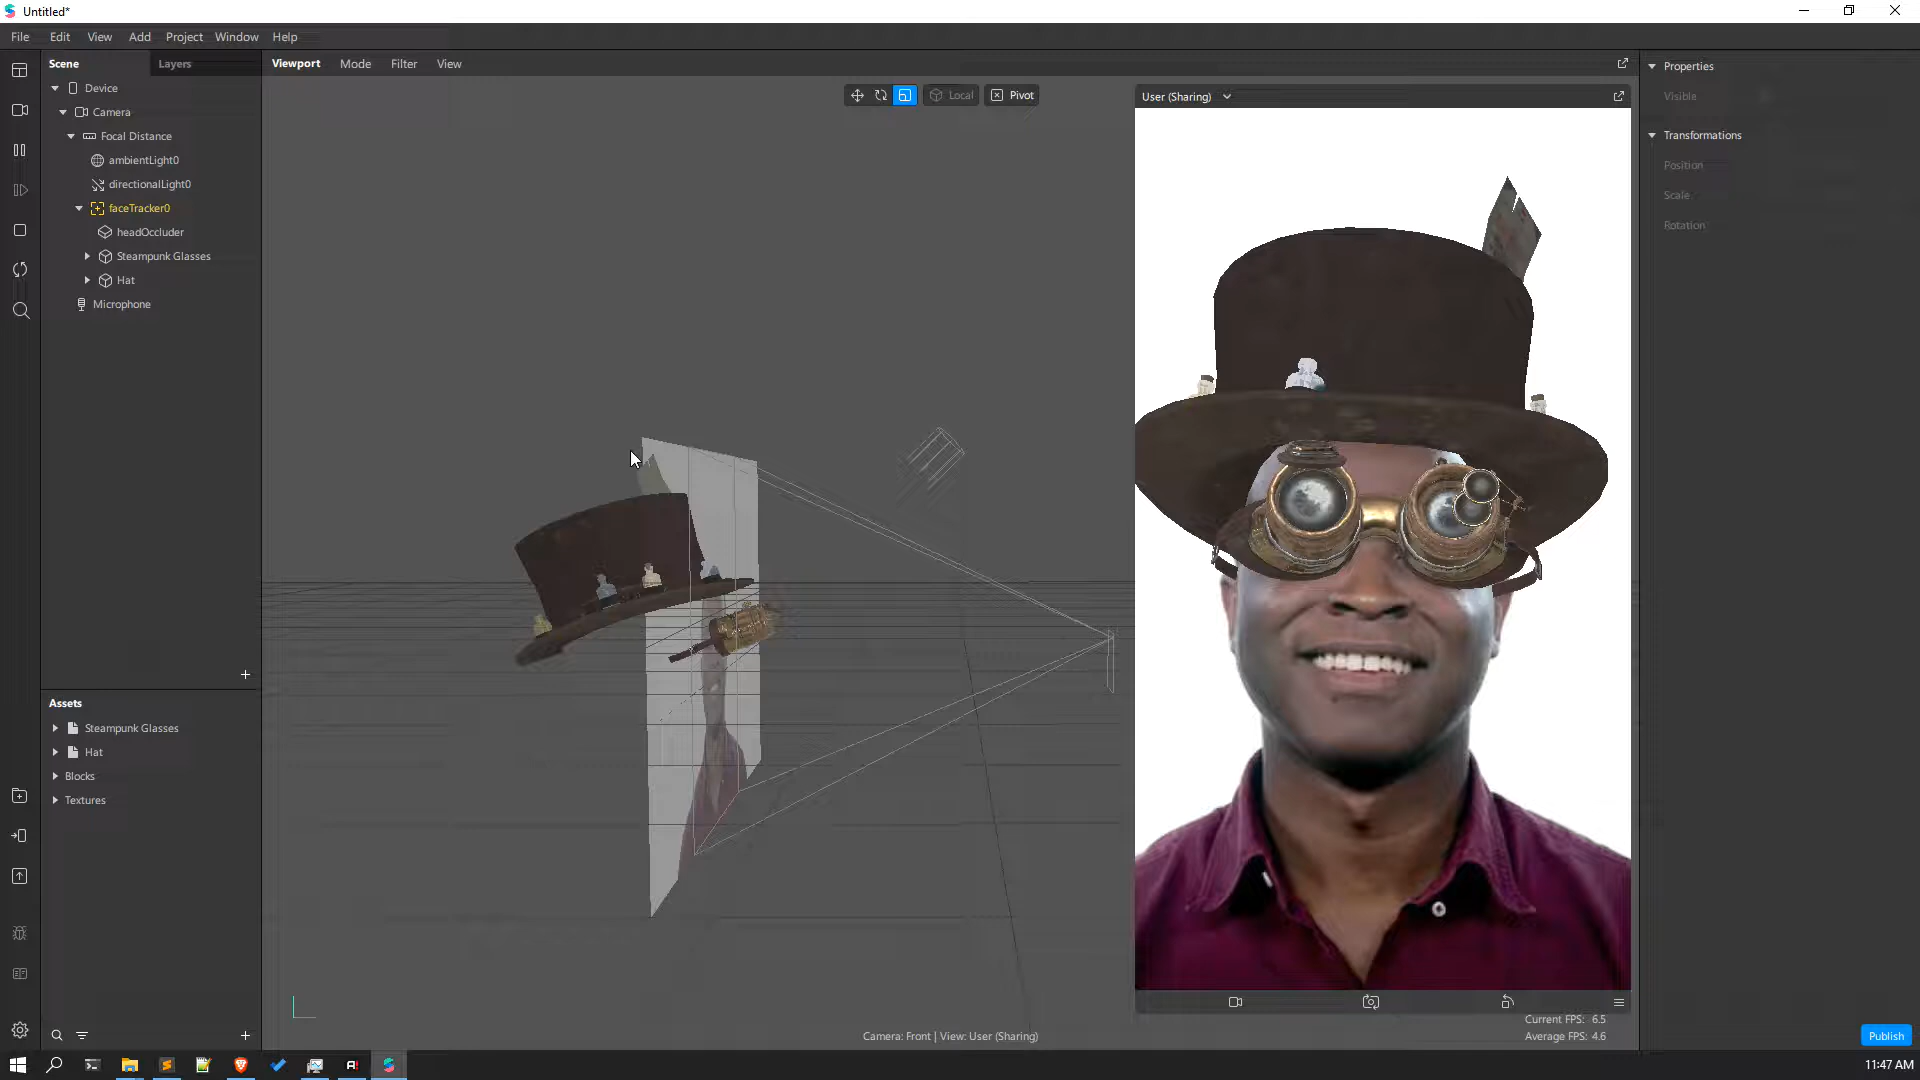 Untitled*
File Edit View Add Project Window Help
Scene Layers
Viewport Mode Filter View
Device
Camera
Focal Distance
ambientLight0
directionalLight0
faceTracker0
headOccluder
Steampunk Glasses
Hat
Microphone
Assets
Steampunk Glasses
Hat
Blocks
Textures
Local Pivot
User (Sharing)
Camera: Front | View: User (Sharing)
Current FPS: 6.5
Average FPS: 4.6
Properties
Visible
Transformations
Position
Scale
Rotation
Publish
A!
11:47 AM